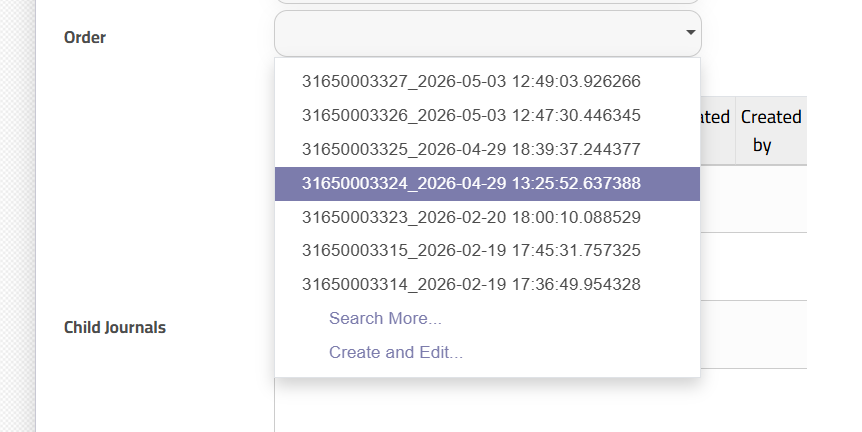 Order
31650003327_2026-05-03 12:49:03.926266
31650003326_2026-05-03 12:47:30.446345
31650003325_2026-04-29 18:39:37.244377
31650003324_2026-04-29 13:25:52.637388
31650003323_2026-02-20 18:00:10.088529
31650003315_2026-02-19 17:45:31.757325
31650003314_2026-02-19 17:36:49.954328
Search More...
Create and Edit...
Created
by
Child Journals